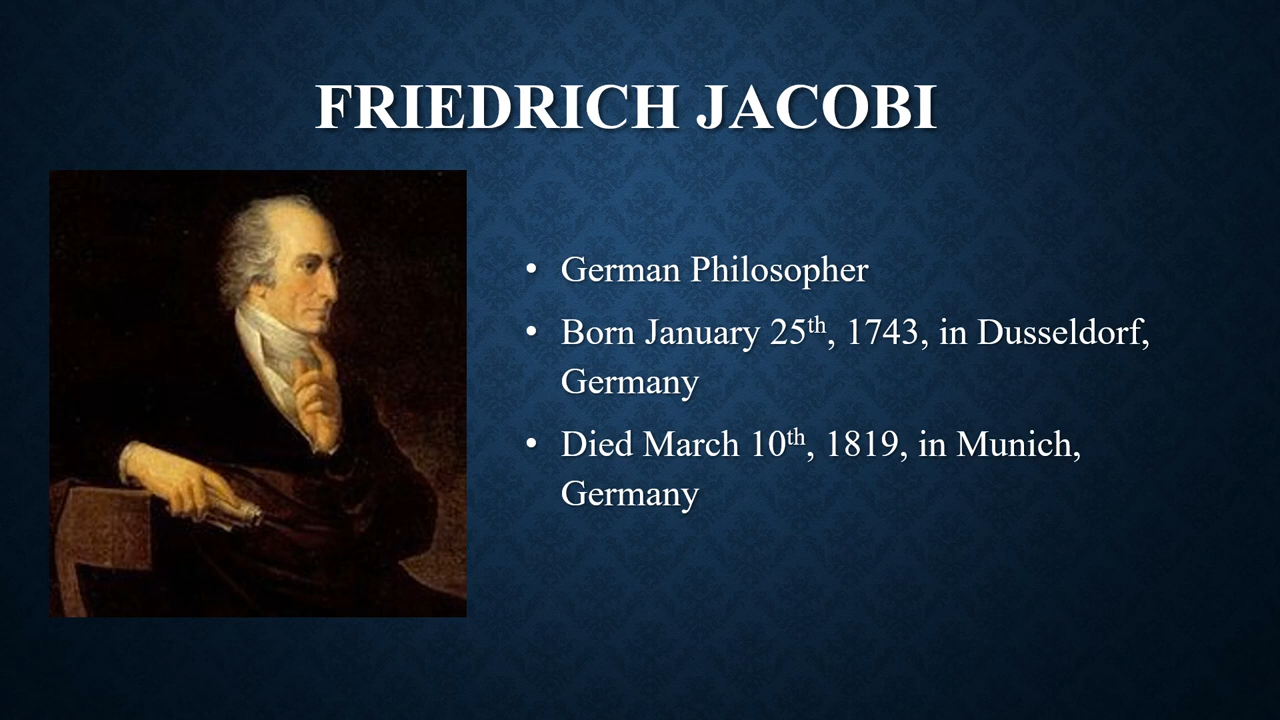 FRIEDRICH JACOBI
• German Philosopher
• Born January 25th, 1743, in Dusseldorf,
Germany
• Died March 10th, 1819, in Munich,
Germany